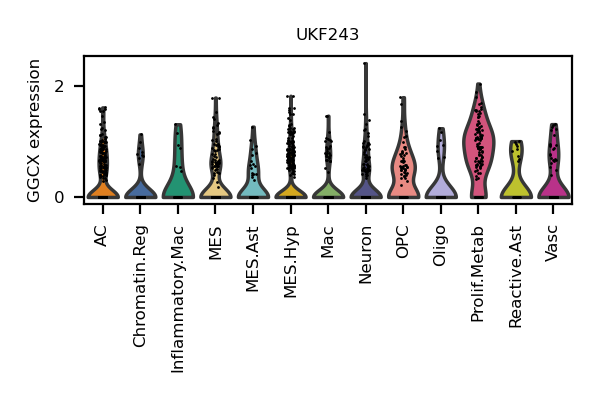 UKF243
GGCX expression
2
0
AC
Chromatin.Reg
Inflammatory.Mac
MES
MES.Ast
MES.Hyp
Mac
Neuron
OPC
Oligo
Prolif.Metab
Reactive.Ast
Vasc